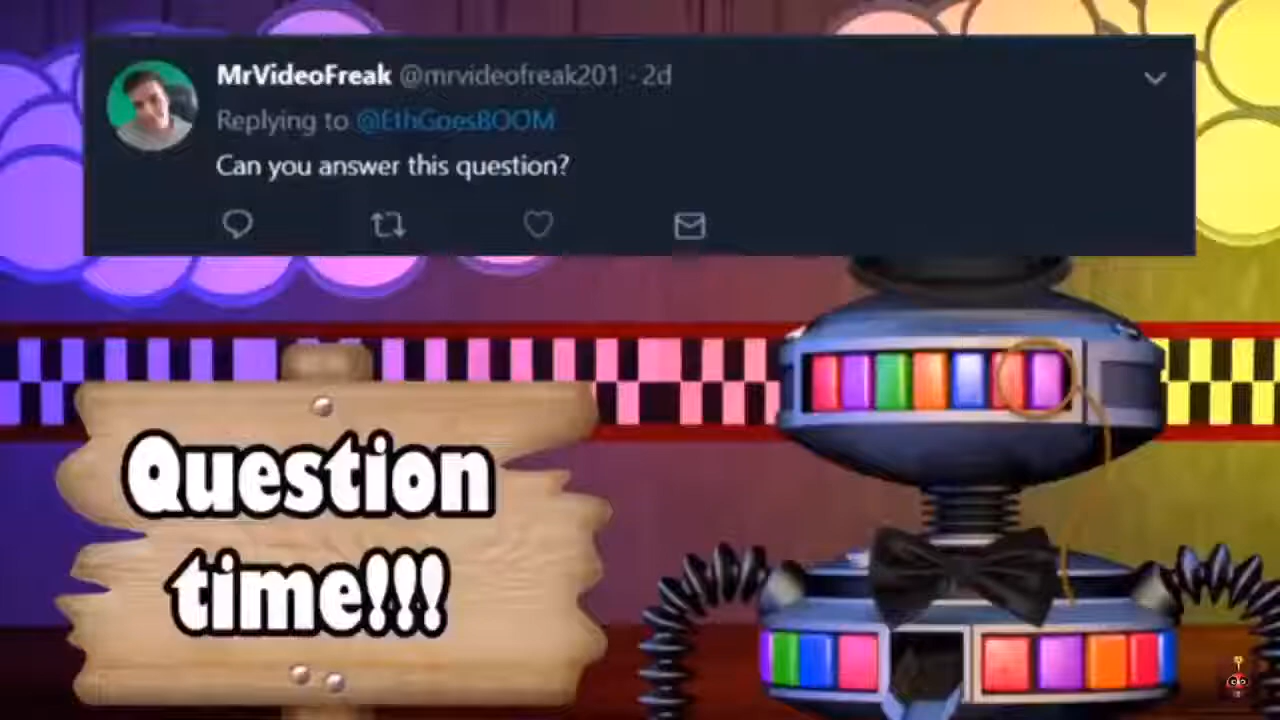 MrVideoFreak @mrvideofreak201 · 2d
Replying to @EthGoesBOOM
Can you answer this question?
Question
time!!!